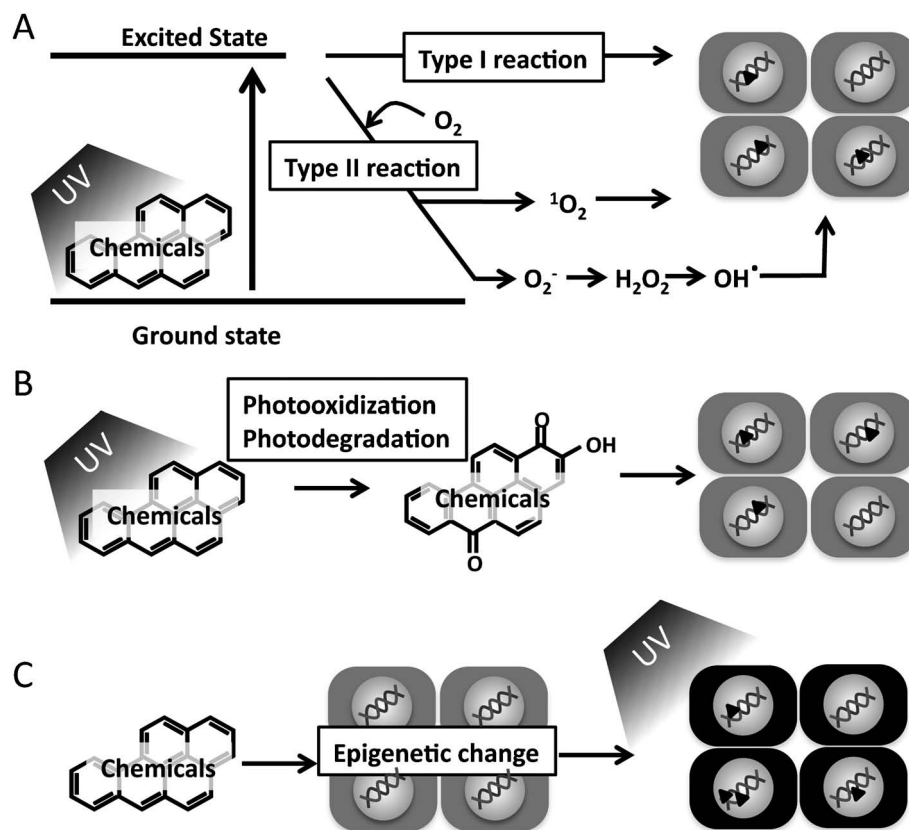 A
Excited State
Type I reaction
O₂
Type II reaction
UV
Chemicals
¹O₂
O₂⁻
H₂O₂
OH•
Ground state
B
Photooxidization
Photodegradation
UV
Chemicals
O
OH
Chemicals
O
UV
C
Chemicals
Epigenetic change